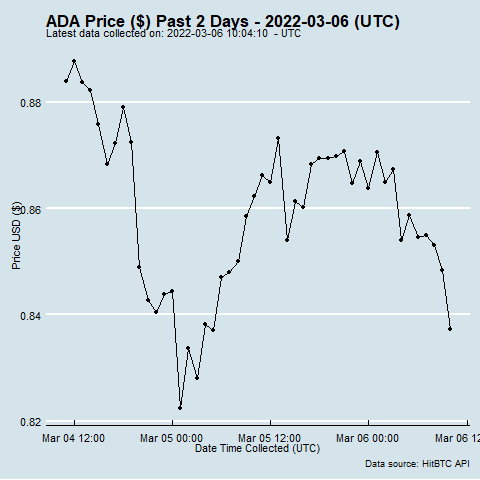 ADA Price ($) Past 2 Days - 2022-03-06 (UTC)
Latest data collected on: 2022-03-06 10:04:10 - UTC
Price USD ($)
0.88
0.86
0.84
0.82
Mar 04 12:00 Mar 05 00:00 Mar 05 12:00 Mar 06 00:00 Mar 06 12
Date Time Collected (UTC)
Data source: HitBTC API